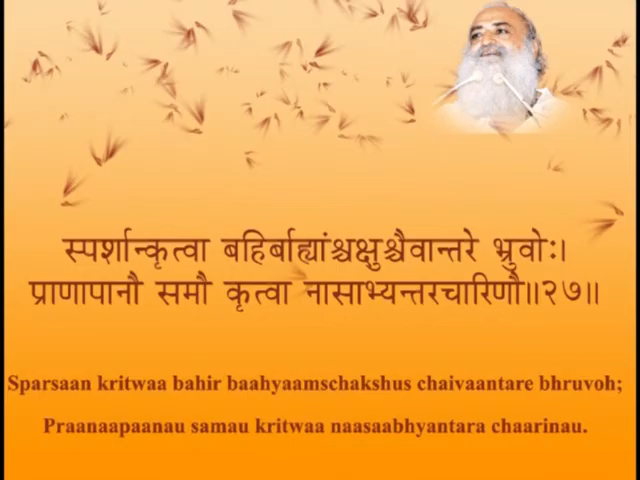 स्पर्शान्कृत्वा बहिर्बाह्यांश्चक्षुश्चैवान्तरे भ्रुवोः।
प्राणापानौ समौ कृत्वा नासाभ्यन्तरचारिणौ॥२७॥
Sparsaan kritwaa bahir baahyaamschakshus chaivaantare bhruvoh;
Praanaapaanau samau kritwaa naasaabhyantara chaarinau.